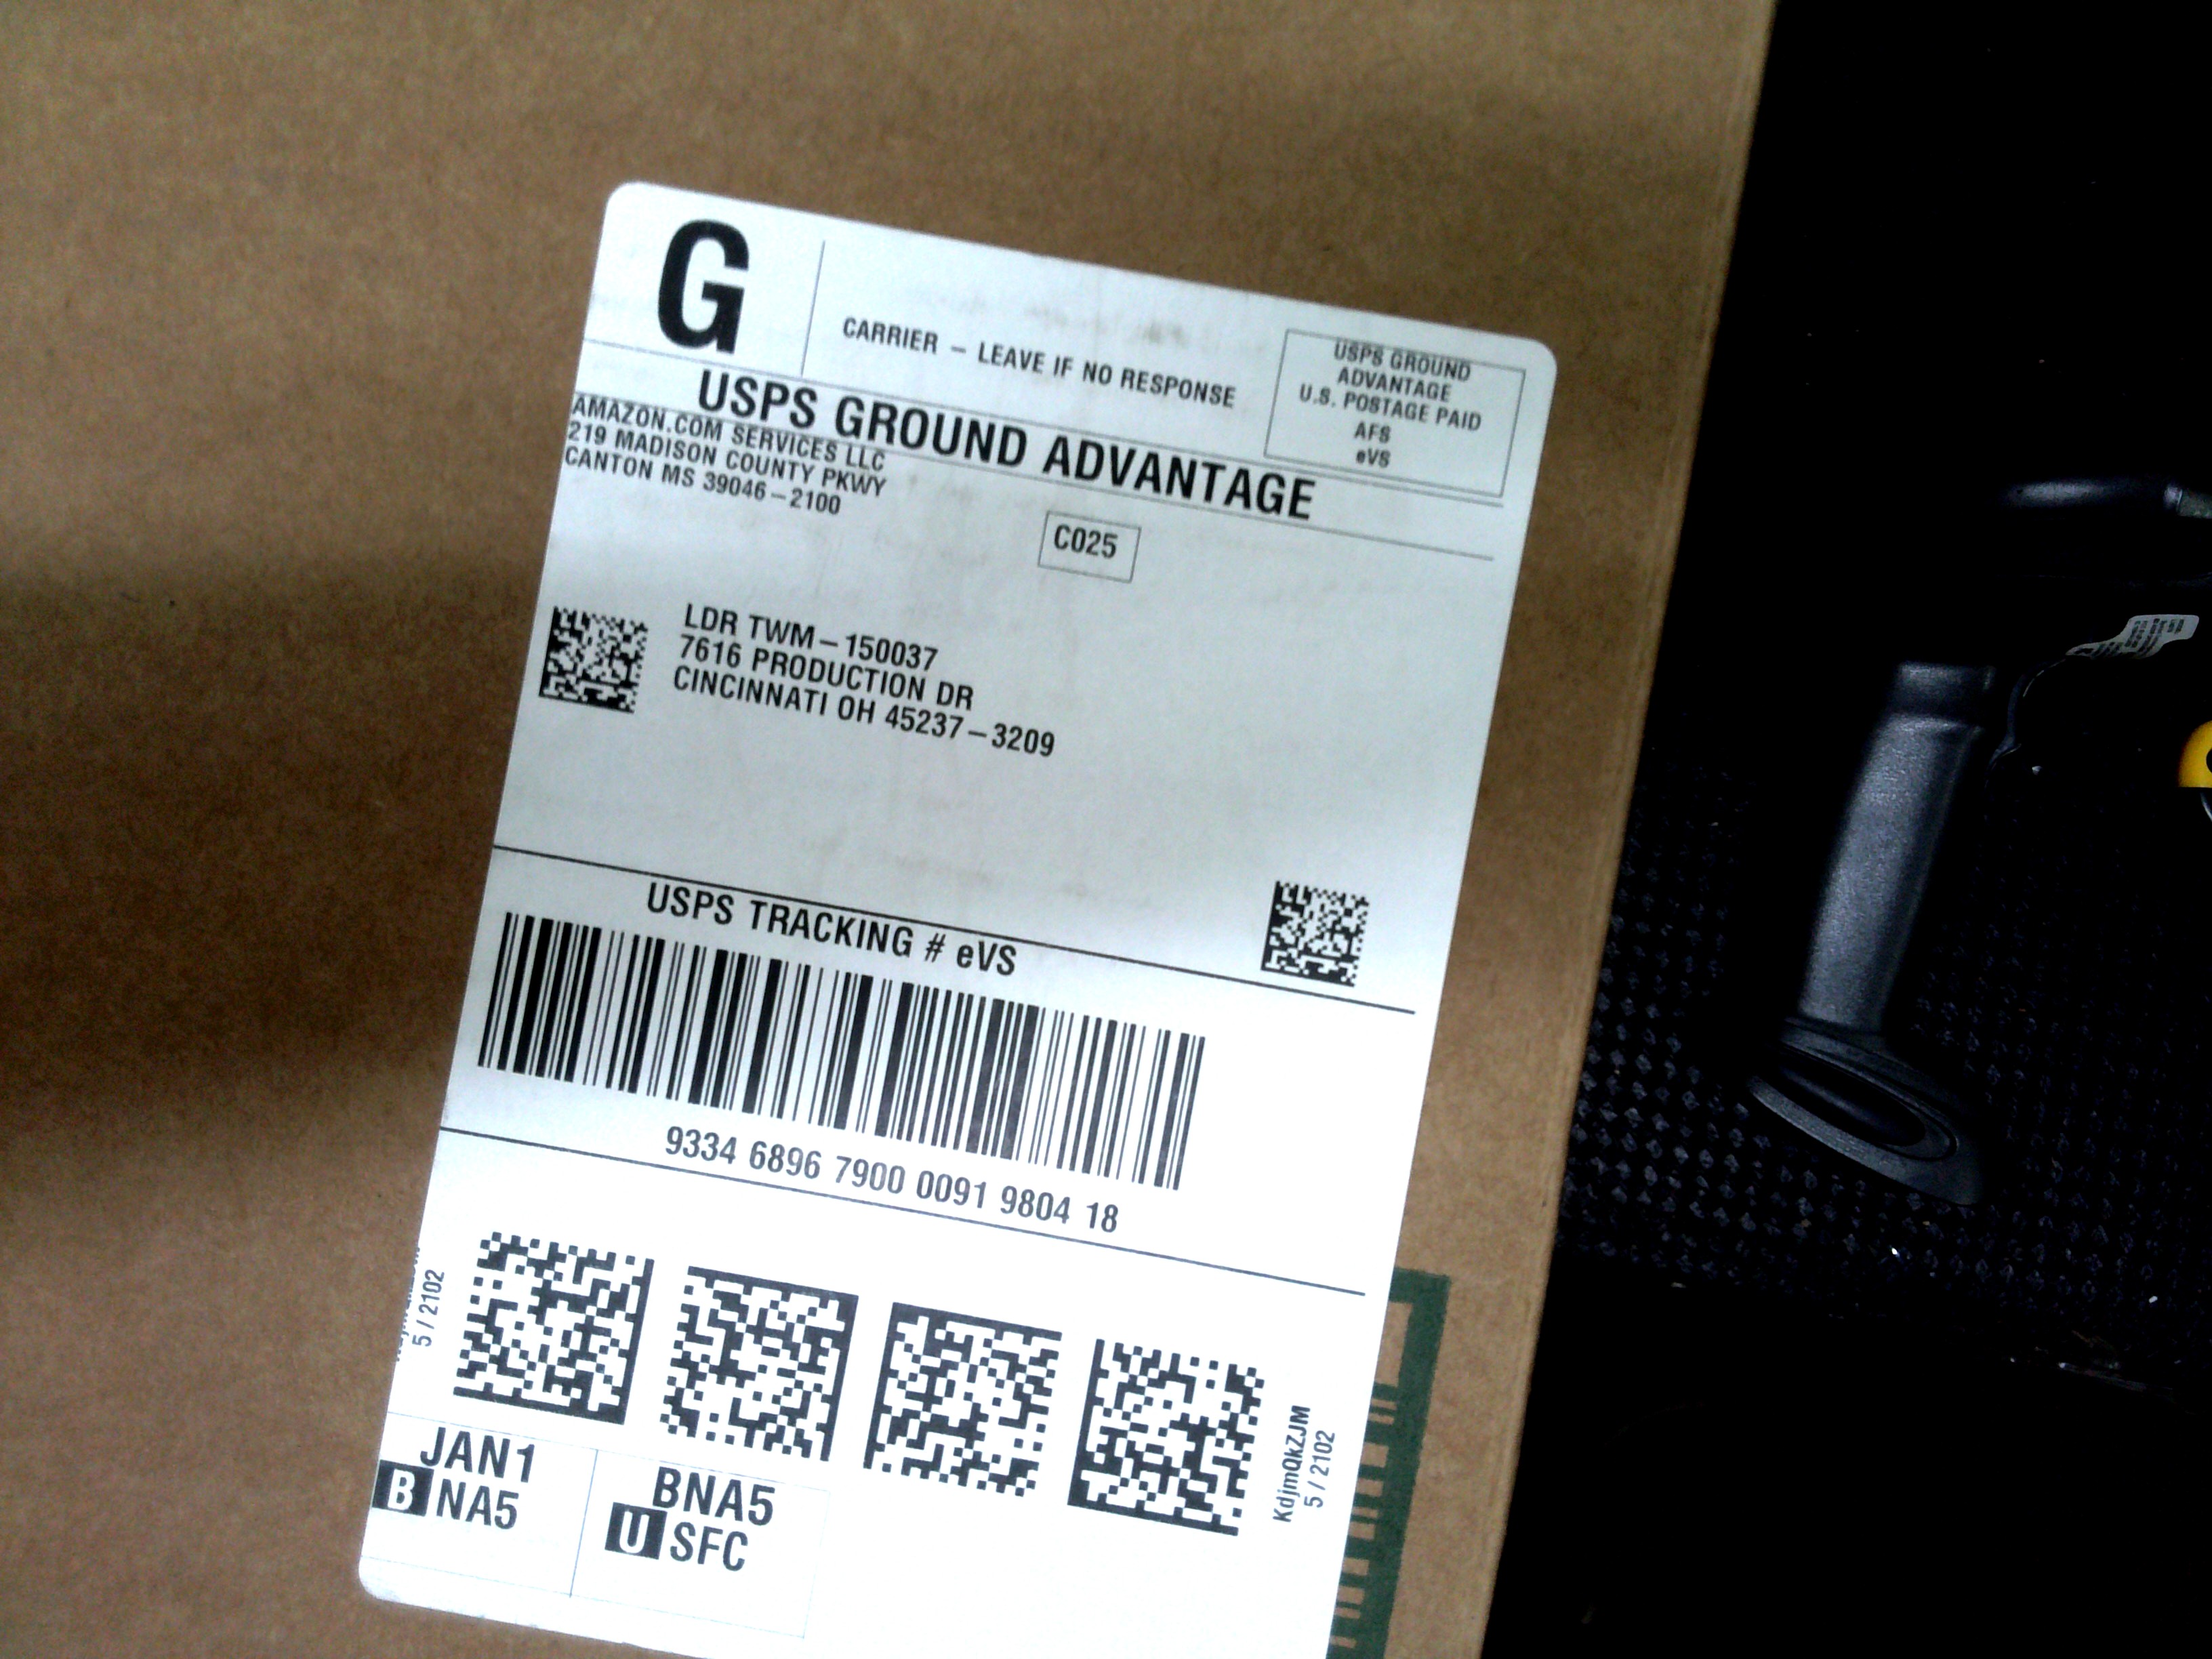 G
CARRIER – LEAVE IF NO RESPONSE
USPS GROUND
ADVANTAGE
U.S. POSTAGE PAID
AFS
eVS
USPS GROUND ADVANTAGE
AMAZON.COM SERVICES LLC
219 MADISON COUNTY PKWY
CANTON MS 39046–2100
C025
LDR TWM–150037
7616 PRODUCTION DR
CINCINNATI OH 45237–3209
USPS TRACKING # eVS
9334 6896 7900 0091 9804 18
5 / 2102
KdjmQkZJM
5 / 2102
JAN1
BNA5
BNA5
USFC